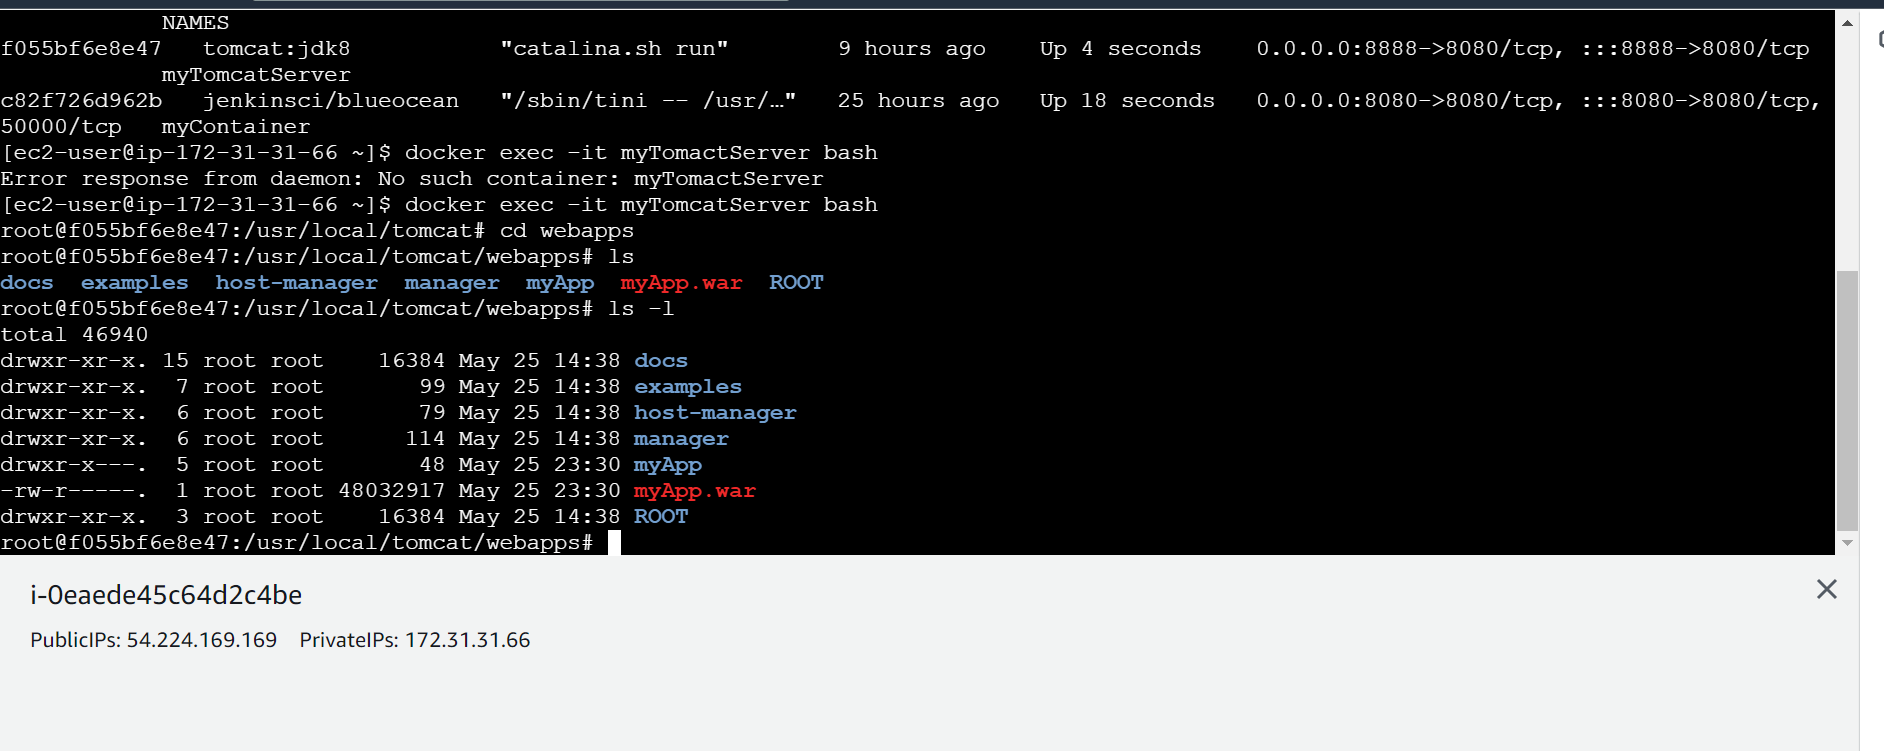 NAMES
f055bf6e8e47   tomcat:jdk8           "catalina.sh run"        9 hours ago    Up 4 seconds    0.0.0.0:8888->8080/tcp, :::8888->8080/tcp
            myTomcatServer
c82f726d962b   jenkinsci/blueocean   "/sbin/tini -- /usr/…"   25 hours ago   Up 18 seconds   0.0.0.0:8080->8080/tcp, :::8080->8080/tcp,
50000/tcp   myContainer
[ec2-user@ip-172-31-31-66 ~]$ docker exec -it myTomactServer bash
Error response from daemon: No such container: myTomactServer
[ec2-user@ip-172-31-31-66 ~]$ docker exec -it myTomcatServer bash
root@f055bf6e8e47:/usr/local/tomcat# cd webapps
root@f055bf6e8e47:/usr/local/tomcat/webapps# ls
docs  examples  host-manager  manager  myApp  myApp.war  ROOT
root@f055bf6e8e47:/usr/local/tomcat/webapps# ls -l
total 46940
drwxr-xr-x. 15 root root    16384 May 25 14:38 docs
drwxr-xr-x.  7 root root       99 May 25 14:38 examples
drwxr-xr-x.  6 root root       79 May 25 14:38 host-manager
drwxr-xr-x.  6 root root      114 May 25 14:38 manager
drwxr-x---.  5 root root       48 May 25 23:30 myApp
-rw-r-----.  1 root root 48032917 May 25 23:30 myApp.war
drwxr-xr-x.  3 root root    16384 May 25 14:38 ROOT
root@f055bf6e8e47:/usr/local/tomcat/webapps#
i-0eaede45c64d2c4be
PublicIPs: 54.224.169.169    PrivateIPs: 172.31.31.66